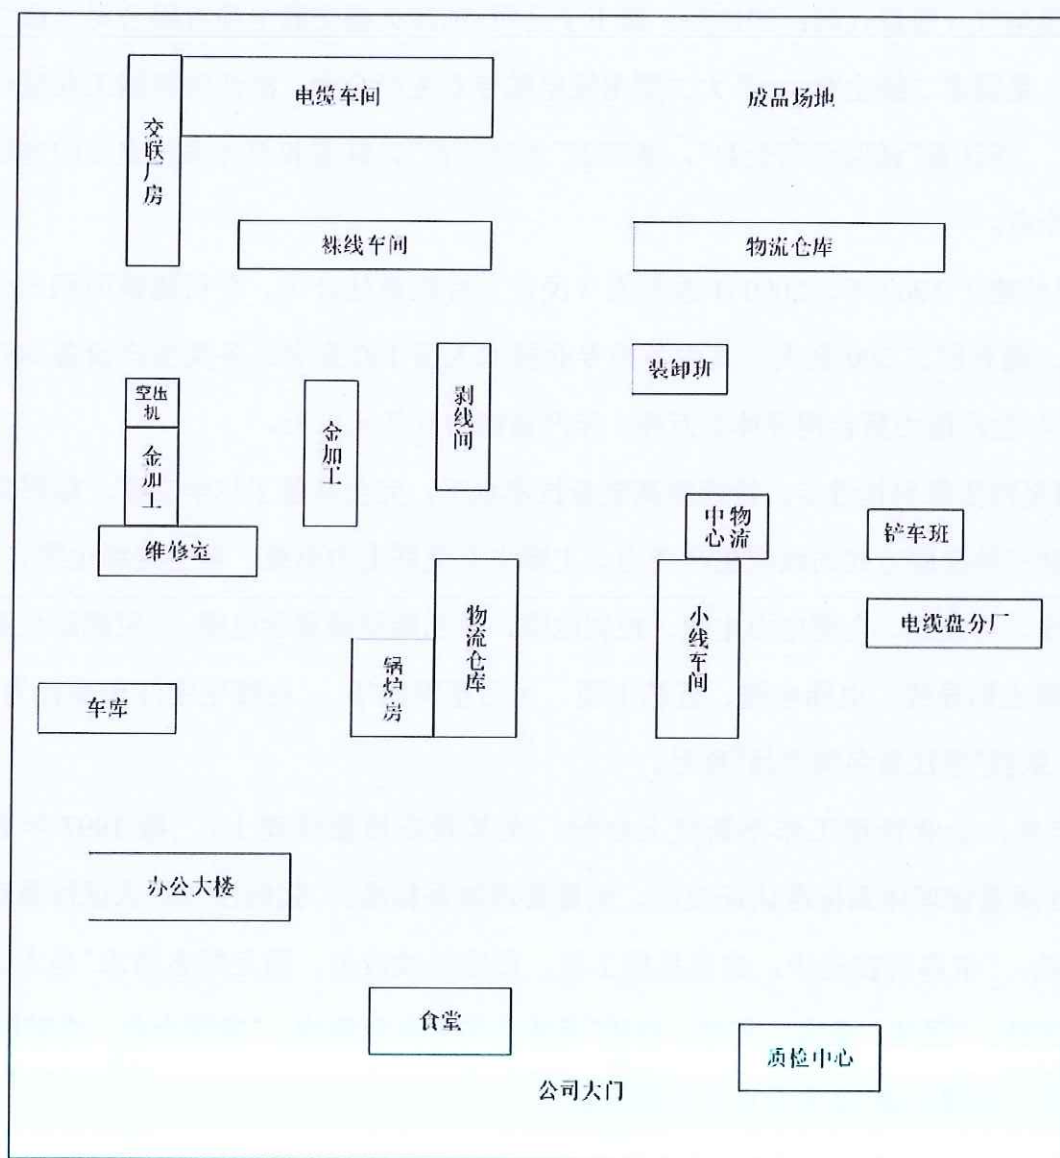 电缆车间
成品场地
交联厂房
裸线车间
物流仓库
剥线间
装卸班
空压
机
金加工
金加工
物流
中心
铲车班
维修室
物流仓库
小线车间
电缆盘分厂
锅炉房
车库
办公大楼
食堂
质检中心
公司大门